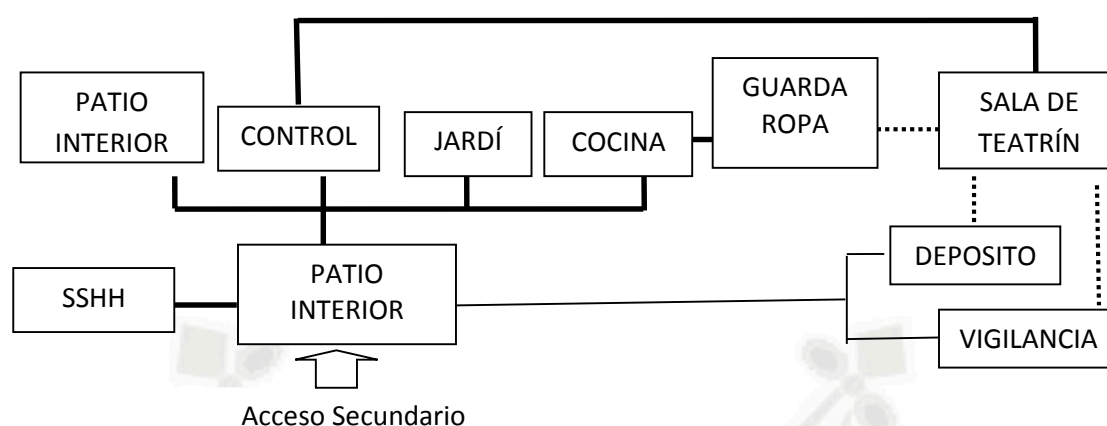 PATIO
INTERIOR
CONTROL
JARDÍ
COCINA
GUARDA
ROPA
SALA DE
TEATRÍN
SSHH
PATIO
INTERIOR
DEPOSITO
VIGILANCIA
Acceso Secundario